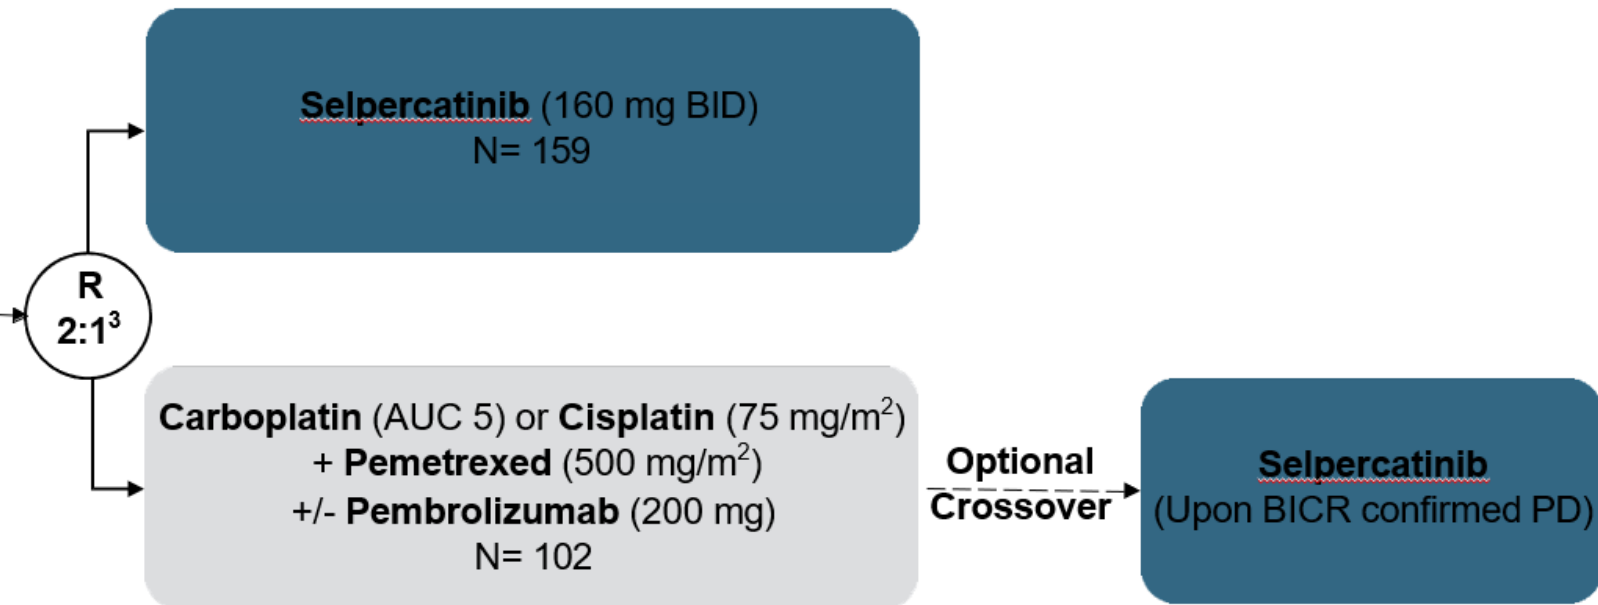 Selpercatinib (160 mg BID)
N= 159
R
2:1³
Carboplatin (AUC 5) or Cisplatin (75 mg/m²)
+ Pemetrexed (500 mg/m²)
+/- Pembrolizumab (200 mg)
N= 102
Optional
Crossover
Selpercatinib
(Upon BICR confirmed PD)